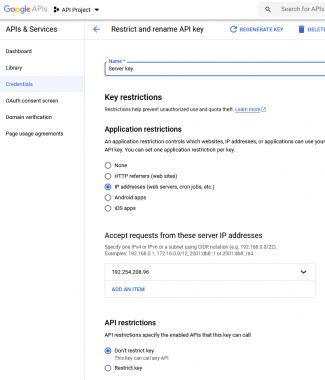 Google APIs
API Project
Search for APIs
APIs & Services
Restrict and rename API key
REGENERATE KEY
DELE
Dashboard
Library
Credentials
OAuth consent screen
Domain verification
Page usage agreements
Name *
Server key
Key restrictions
Restrictions help prevent unauthorized use and quota theft. Learn more
Application restrictions
An application restriction controls which websites, IP addresses, or applications can use your
API key. You can set one application restriction per key.
None
HTTP referrers (web sites)
IP addresses (web servers, cron jobs, etc.)
Android apps
iOS apps
Accept requests from these server IP addresses
Specify one IPv4 or IPv6 or a subnet using CIDR notation (e.g. 192.168.0.0/22).
Examples: 192.168.0.1, 172.16.0.0/12, 2001:db8::1 or 2001:db8::/64
192.254.208.96
ADD AN ITEM
API restrictions
API restrictions specify the enabled APIs that this key can call
Don't restrict key
This key can call any API
Restrict key